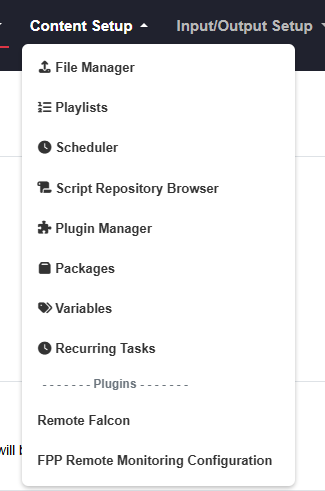 Content Setup
Input/Output Setup
File Manager
Playlists
Scheduler
Script Repository Browser
Plugin Manager
Packages
Variables
Recurring Tasks
- - - - - - - Plugins - - - - - - -
Remote Falcon
will
FPP Remote Monitoring Configuration